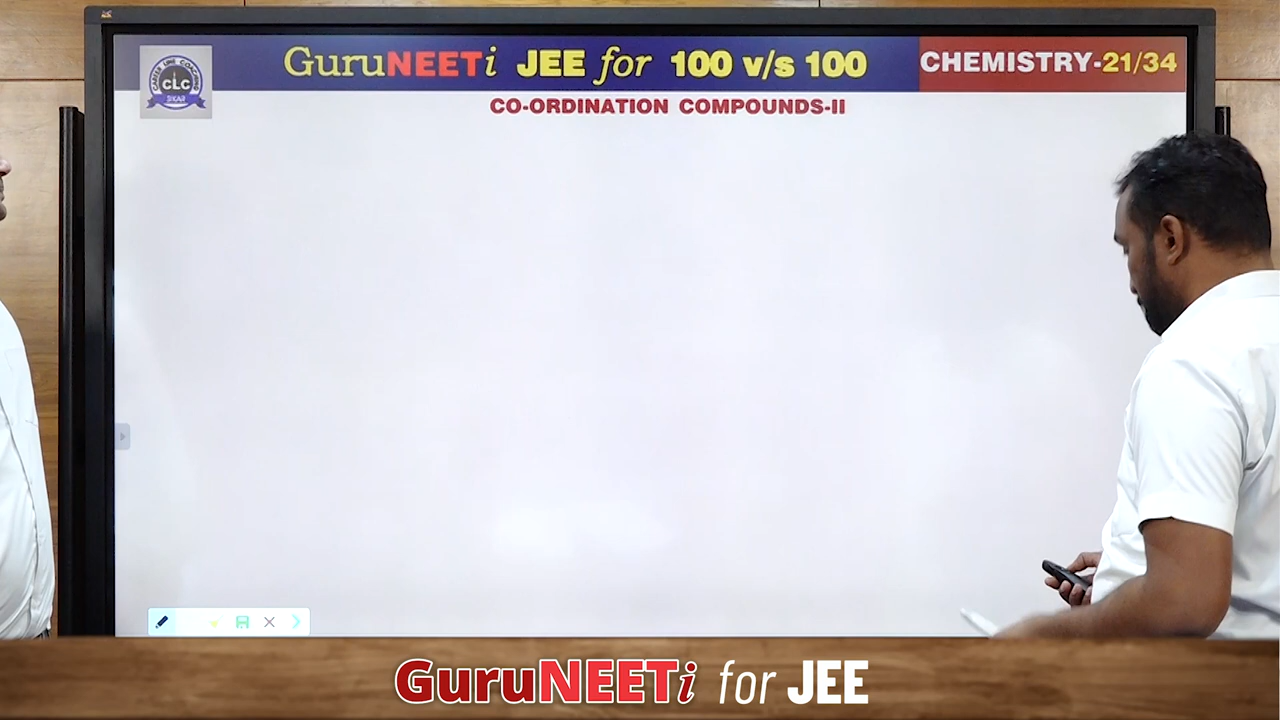 GuruNEETi JEE for 100 v/s 100
CHEMISTRY-21/34
CLC
SIKAR
CO-ORDINATION COMPOUNDS-II
GuruNEETi for JEE